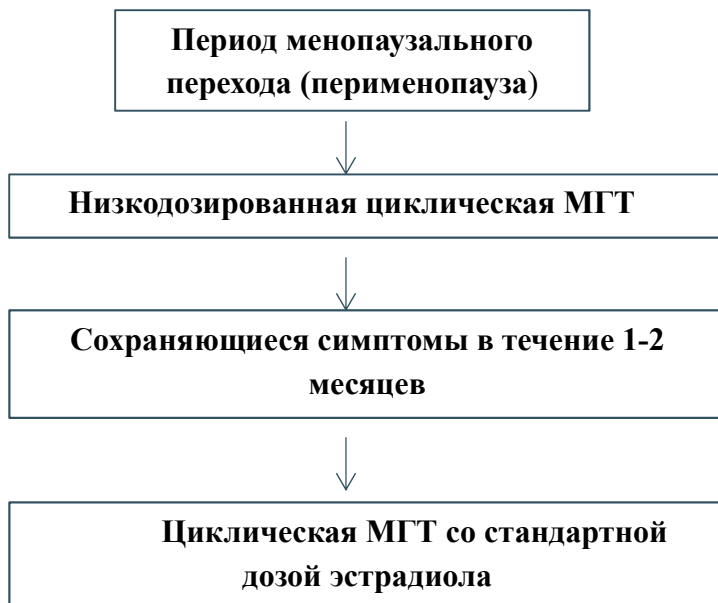 Период менопаузального
перехода (перименопауза)
Низкодозированная циклическая МГТ
Сохраняющиеся симптомы в течение 1-2
месяцев
Циклическая МГТ со стандартной
дозой эстрадиола